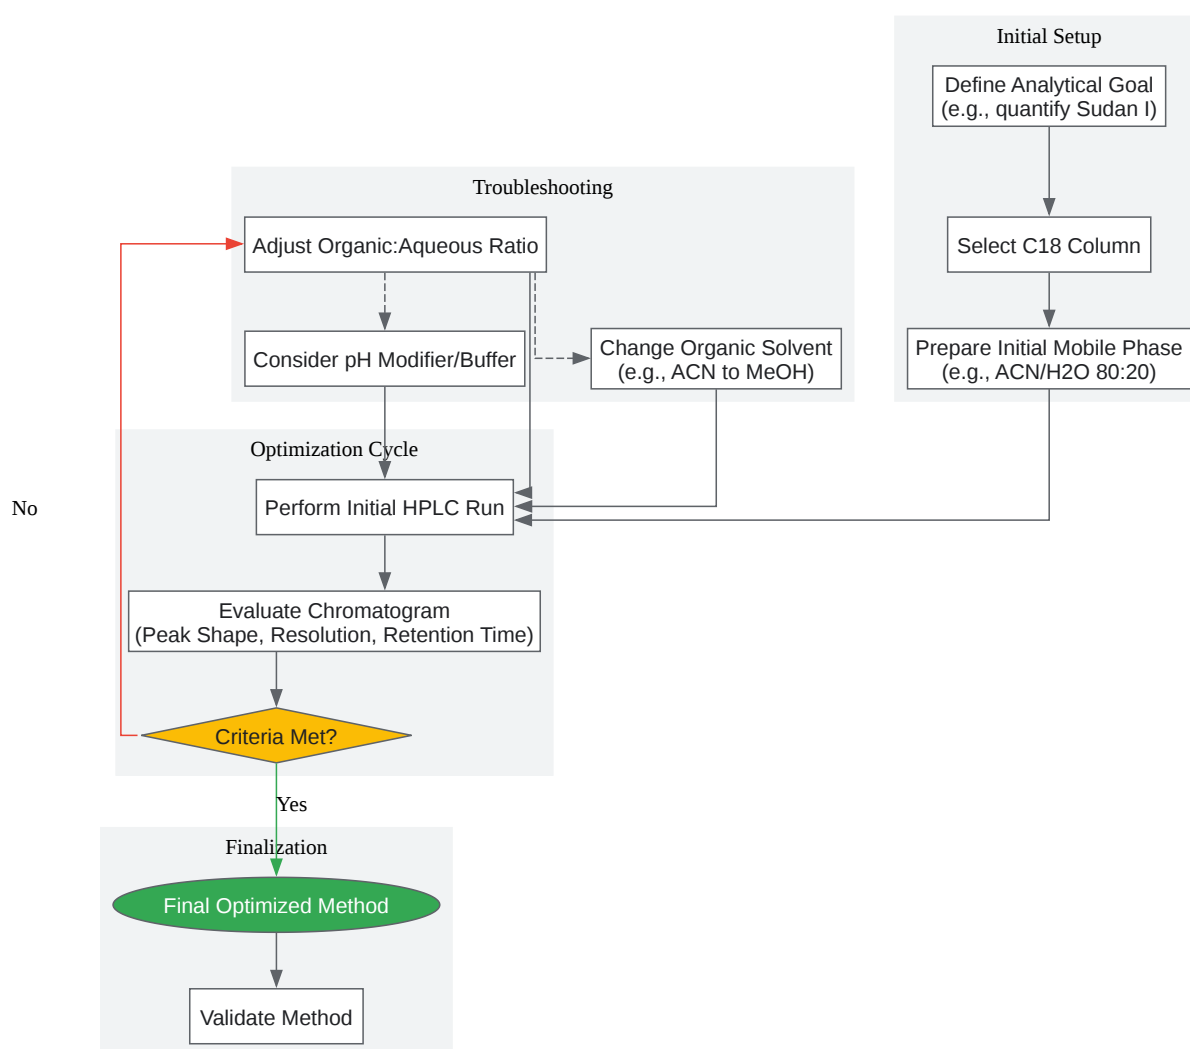 Initial Setup
Define Analytical Goal
(e.g., quantify Sudan I)
Troubleshooting
Adjust Organic:Aqueous Ratio
Select C18 Column
Consider pH Modifier/Buffer
Change Organic Solvent
(e.g., ACN to MeOH)
Prepare Initial Mobile Phase
(e.g., ACN/H2O 80:20)
Optimization Cycle
No
Perform Initial HPLC Run
Evaluate Chromatogram
(Peak Shape, Resolution, Retention Time)
Criteria Met?
Yes
Finalization
Final Optimized Method
Validate Method